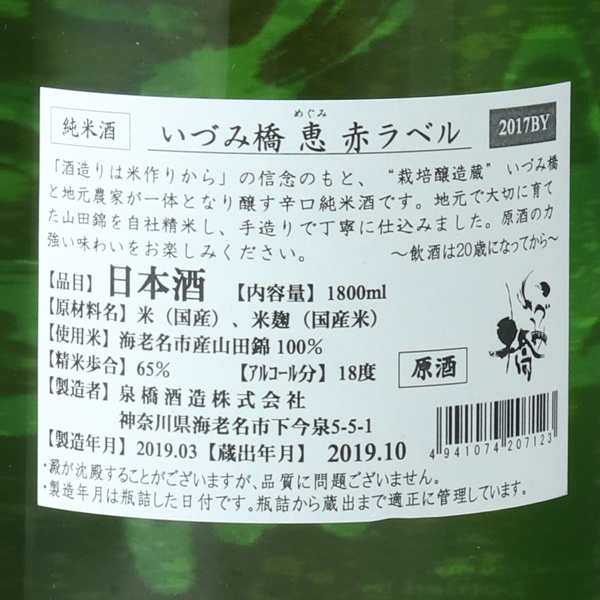 純米酒 いづみ橋 恵 赤ラベル 2017BY
めぐみ
「酒造りは米作りから」の信念のもと、“栽培醸造蔵”いづみ橋
と地元農家が一体となり醸す辛口純米酒です。地元で大切に育て
た山田錦を自社精米し、手造りで丁寧に仕込みました。原酒の力
強い味わいをお楽しみください。 〜飲酒は20歳になってから〜
【品目】日本酒 【内容量】1800ml
【原材料名】米（国産）、米麹（国産米）
【使用米】海老名市産山田錦 100%
【精米歩合】65% 【アルコール分】18度
原酒
いづみ橋
【製造者】泉橋酒造株式会社
神奈川県海老名市下今泉5-5-1
【製造年月】2019.03【蔵出年月】2019.10
4 941074 207123
・澱が沈殿することがございますが、品質に問題ございません。
・製造年月は瓶詰した日付です。瓶詰から蔵出まで適正に管理しています。